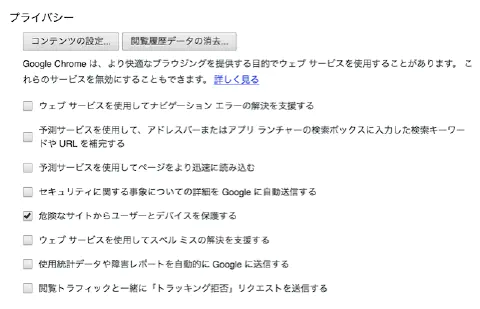 プライバシー
コンテンツの設定... 閲覧履歴データの消去...
Google Chrome は、より快適なブラウジングを提供する目的でウェブ サービスを使用することがあります。 こ
れらのサービスを無効にすることもできます。 詳しく見る
ウェブ サービスを使用してナビゲーション エラーの解決を支援する
予測サービスを使用して、アドレスバーまたはアプリ ランチャーの検索ボックスに入力した検索キーワー
ドや URL を補完する
予測サービスを使用してページをより迅速に読み込む
セキュリティに関する事象についての詳細を Google に自動送信する
危険なサイトからユーザーとデバイスを保護する
ウェブ サービスを使用してスペル ミスの解決を支援する
使用統計データや障害レポートを自動的に Google に送信する
閲覧トラフィックと一緒に「トラッキング拒否」リクエストを送信する